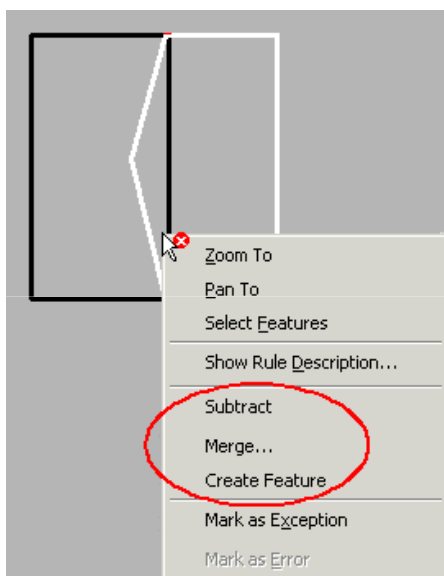 Zoom To
Pan To
Select Features
Show Rule Description...
Subtract
Merge...
Create Feature
Mark as Exception
Mark as Error